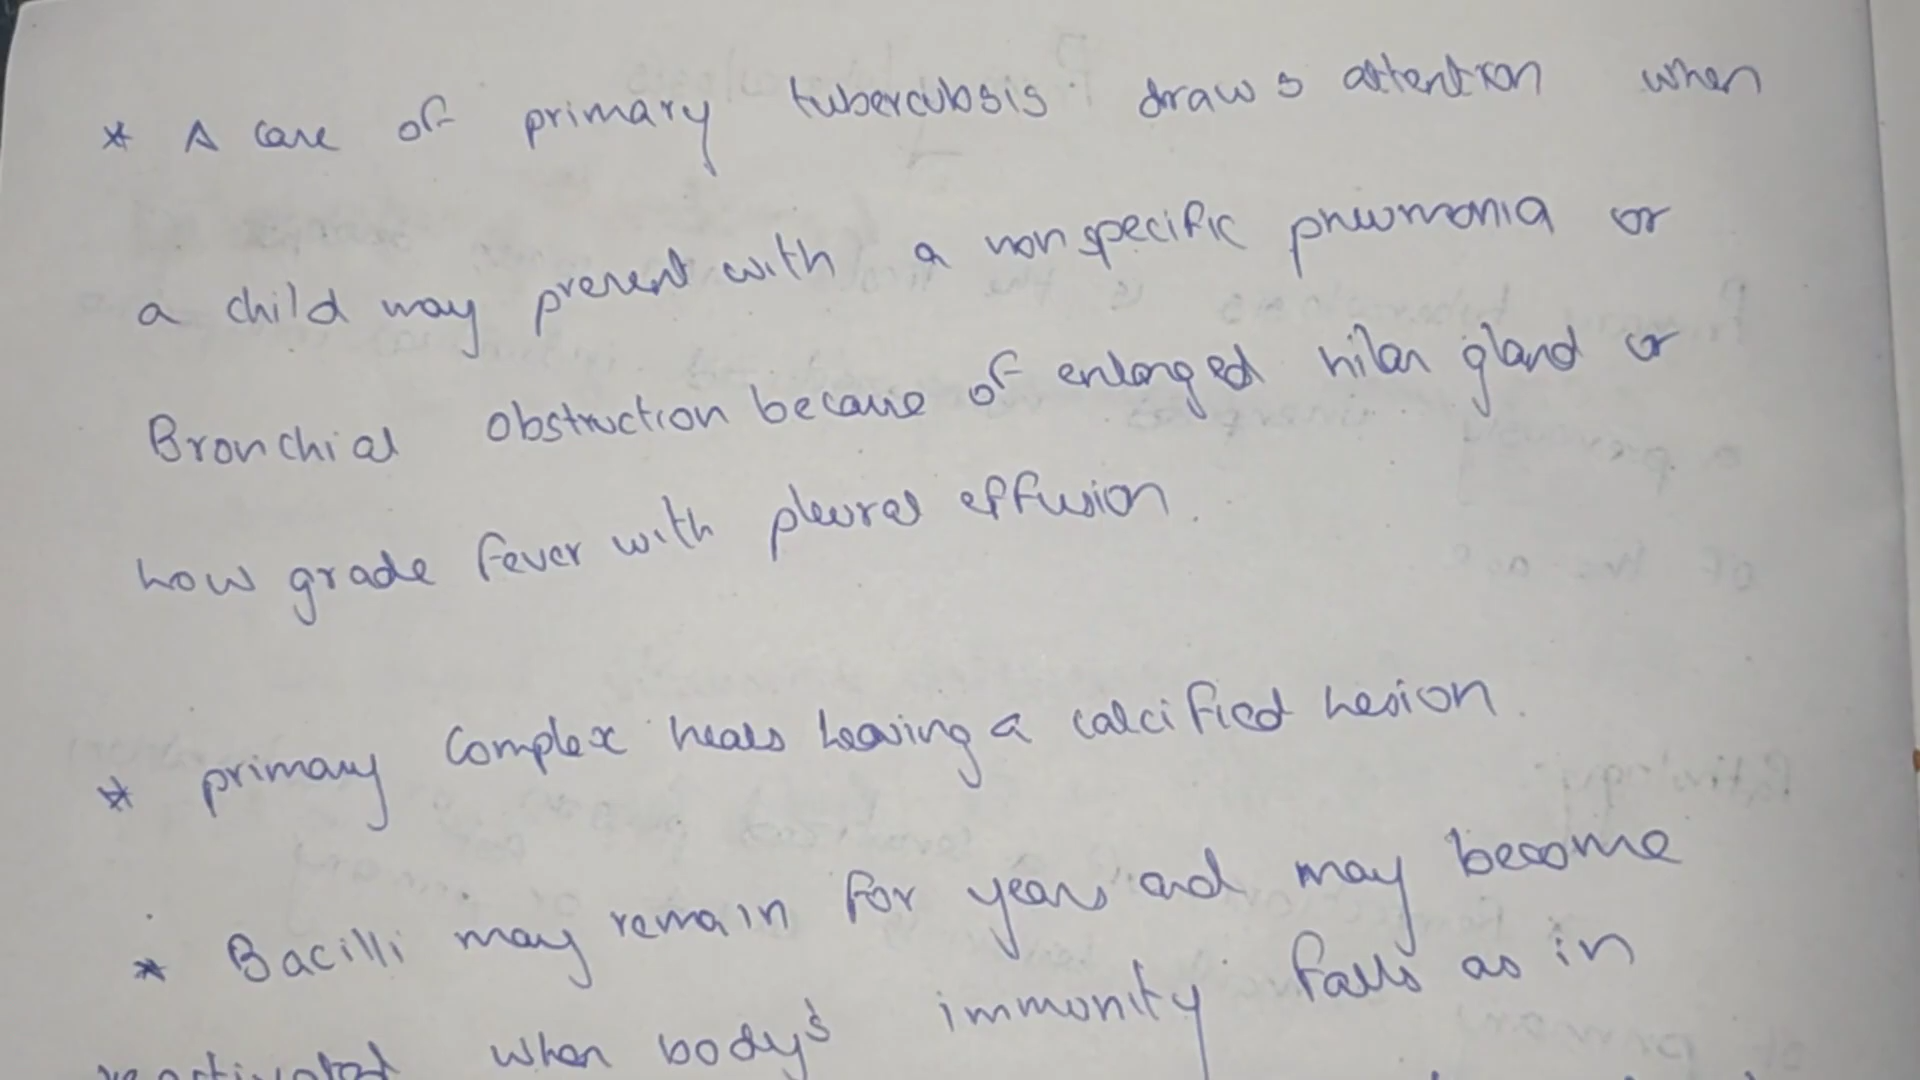 * A case of primary tuberculosis draws attention when
a child may present with a nonspecific pneumonia or
Bronchial obstruction because of enlarged hilar gland or
Low grade fever with pleural effusion.
* primary complex heals leaving a calcified lesion.
* Bacilli may remain for years and may become
reactivated when body's immunity falls as in